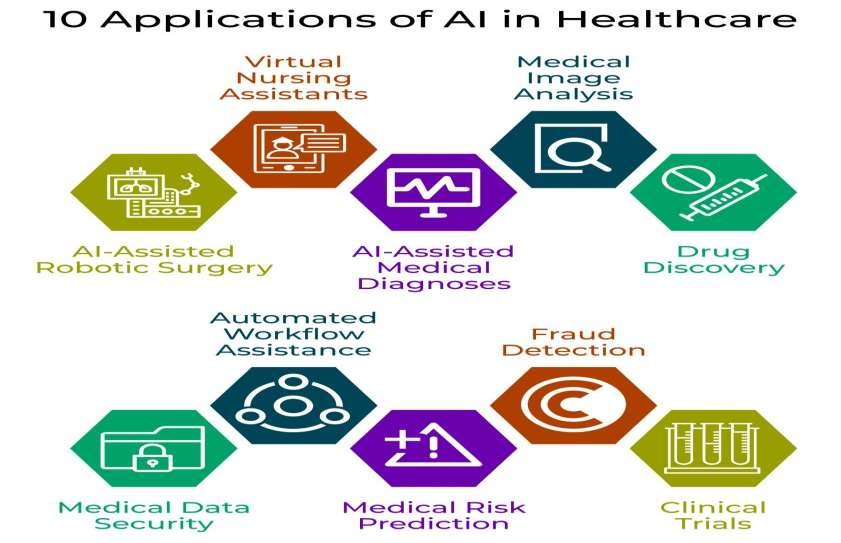 10 Applications of AI in Healthcare
Virtual
Nursing
Assistants
Medical
Image
Analysis
AI-Assisted
Robotic Surgery
AI-Assisted
Medical
Diagnoses
Drug
Discovery
Automated
Workflow
Assistance
Fraud
Detection
Medical Data
Security
Medical Risk
Prediction
Clinical
Trials